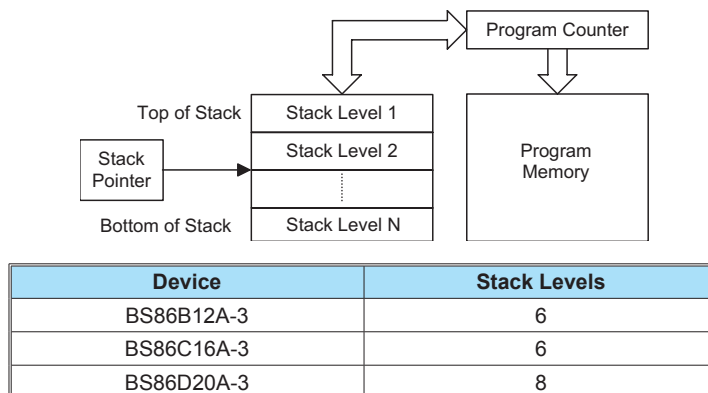 Program Counter
Top of Stack
Stack Level 1
Stack Level 2
Stack
Pointer
Program
Memory
Bottom of Stack
Stack Level N
Device Stack Levels
BS86B12A-3 6
BS86C16A-3 6
BS86D20A-3 8